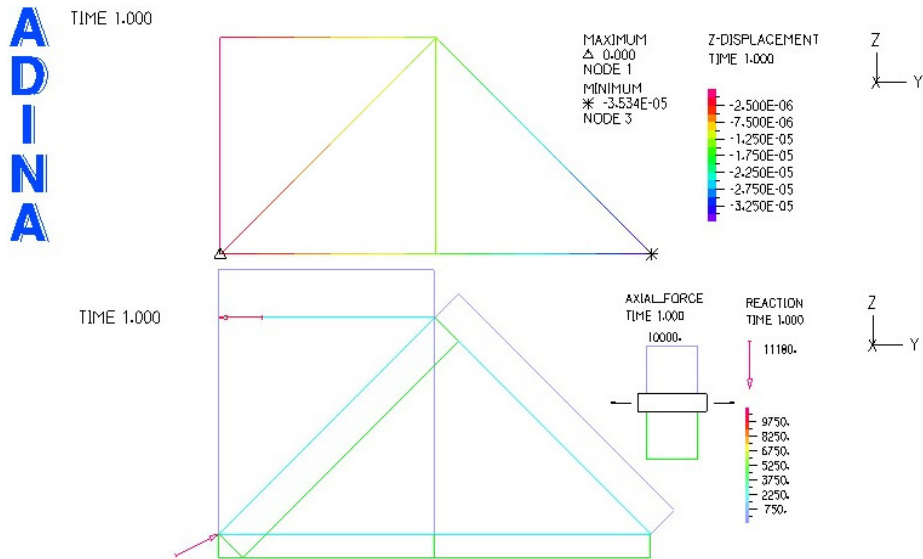 ADINA
TIME 1.000
MAXIMUM
△ 0.000
NODE 1
MINIMUM
✳ -3.534E-05
NODE 3
Z-DISPLACEMENT
TIME 1.000
-2.500E-06
-7.500E-06
-1.250E-05
-1.750E-05
-2.250E-05
-2.750E-05
-3.250E-05
Z
X Y
TIME 1.000
AXIAL_FORCE
TIME 1.000
10000.
REACTION
TIME 1.000
11180.
9750.
8250.
6750.
5250.
3750.
2250.
750.
Z
X Y